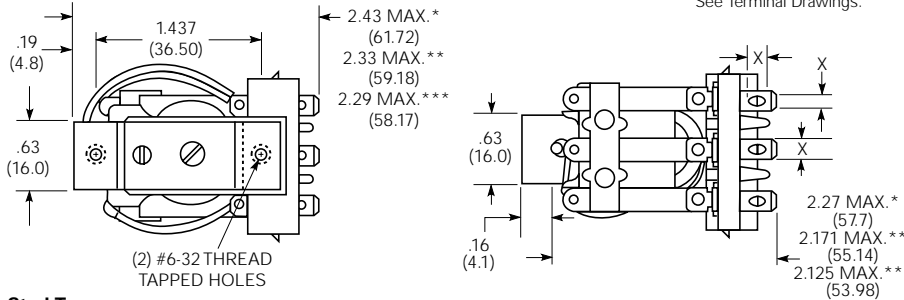 See Terminal Drawings.
2.43 MAX.*
(61.72)
2.33 MAX.**
(59.18)
2.29 MAX.***
(58.17)
1.437
(36.50)
.19
(4.8)
.63
(16.0)
(2) #6-32 THREAD
TAPPED HOLES
X
X
X
.63
(16.0)
.16
(4.1)
2.27 MAX.*
(57.7)
2.171 MAX.**
(55.14)
2.125 MAX.**
(53.98)